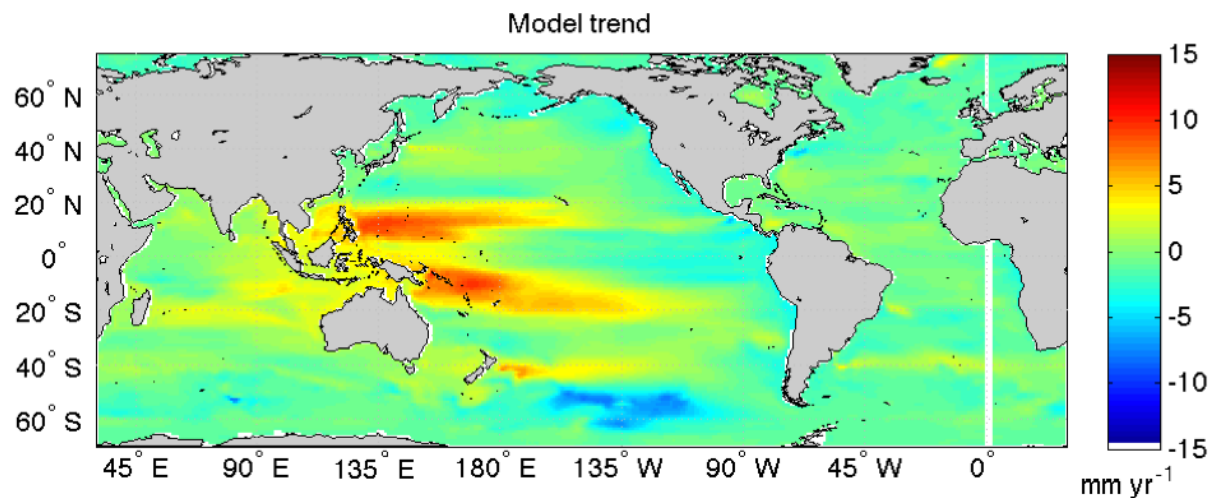 Model trend
60° N
40° N
20° N
0°
20° S
40° S
60° S
45° E
90° E
135° E
180° E
135° W
90° W
45° W
0°
15
10
5
0
-5
-10
-15
mm yr⁻¹